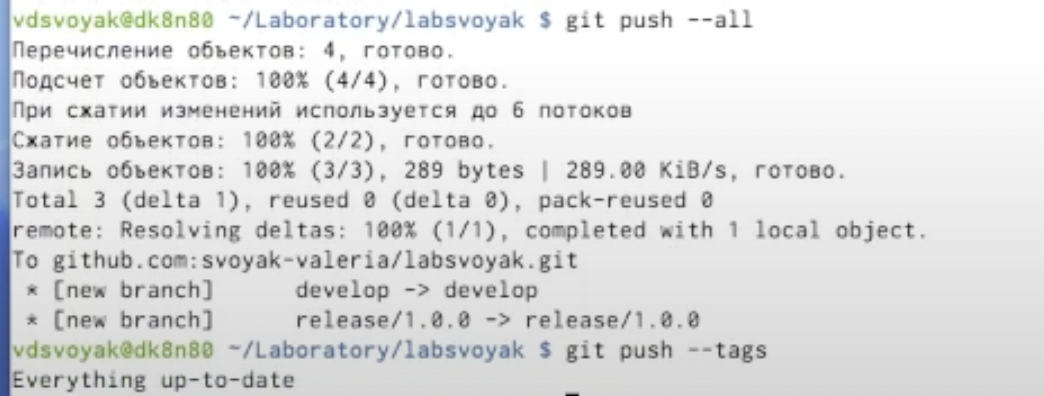 vdsvoyak@dk8n80 ~/Laboratory/labsvoyak $ git push --all
Перечисление объектов: 4, готово.
Подсчет объектов: 100% (4/4), готово.
При сжатии изменений используется до 6 потоков
Сжатие объектов: 100% (2/2), готово.
Запись объектов: 100% (3/3), 289 bytes | 289.00 KiB/s, готово.
Total 3 (delta 1), reused 0 (delta 0), pack-reused 0
remote: Resolving deltas: 100% (1/1), completed with 1 local object.
To github.com:svoyak-valeria/labsvoyak.git
 * [new branch]      develop -> develop
 * [new branch]      release/1.0.0 -> release/1.0.0
vdsvoyak@dk8n80 ~/Laboratory/labsvoyak $ git push --tags
Everything up-to-date